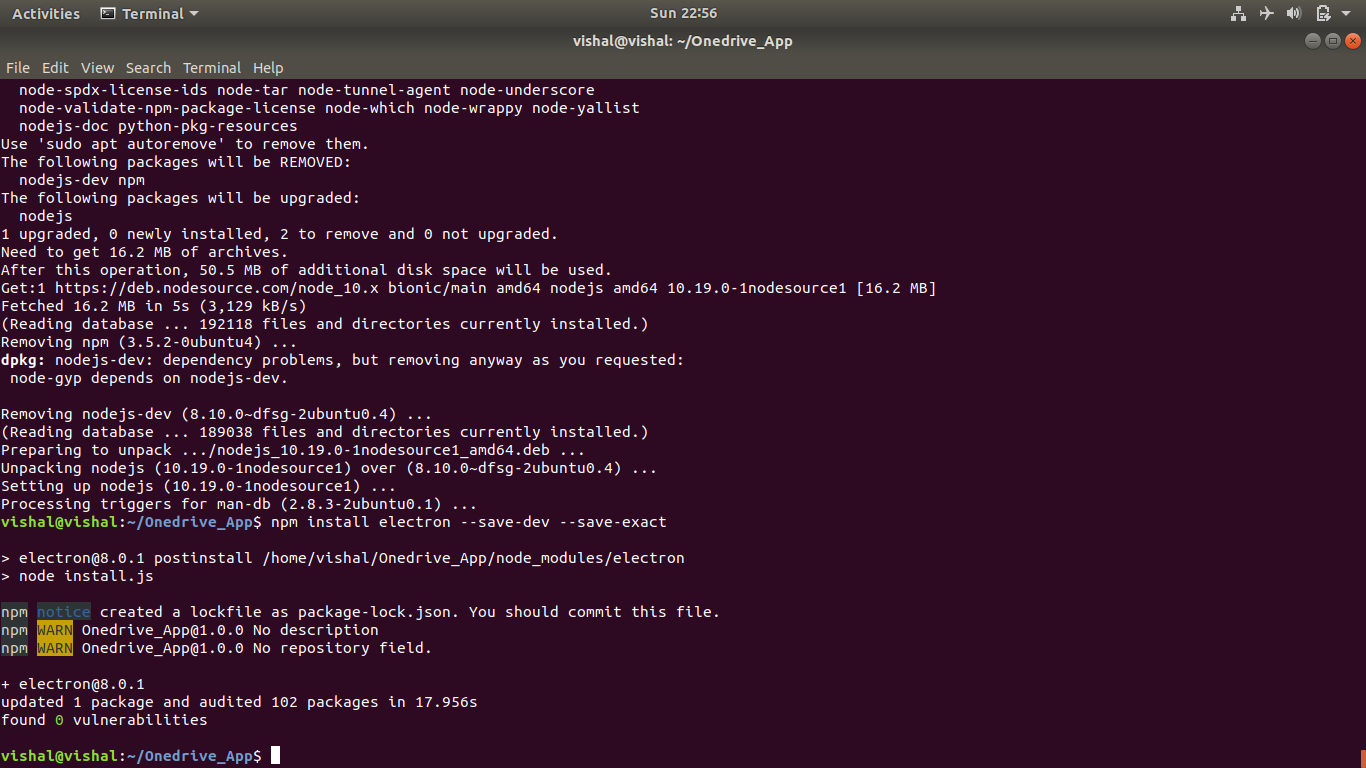 Activities Terminal Sun 22:56
vishal@vishal: ~/Onedrive_App
File Edit View Search Terminal Help
node-spdx-license-ids node-tar node-tunnel-agent node-underscore
node-validate-npm-package-license node-which node-wrappy node-yallist
nodejs-doc python-pkg-resources
Use 'sudo apt autoremove' to remove them.
The following packages will be REMOVED:
nodejs-dev npm
The following packages will be upgraded:
nodejs
1 upgraded, 0 newly installed, 2 to remove and 0 not upgraded.
Need to get 16.2 MB of archives.
After this operation, 50.5 MB of additional disk space will be used.
Get:1 https://deb.nodesource.com/node_10.x bionic/main amd64 nodejs amd64 10.19.0-1nodesource1 [16.2 MB]
Fetched 16.2 MB in 5s (3,129 kB/s)
(Reading database ... 192118 files and directories currently installed.)
Removing npm (3.5.2-0ubuntu4) ...
dpkg: nodejs-dev: dependency problems, but removing anyway as you requested:
node-gyp depends on nodejs-dev.
Removing nodejs-dev (8.10.0~dfsg-2ubuntu0.4) ...
(Reading database ... 189038 files and directories currently installed.)
Preparing to unpack .../nodejs_10.19.0-1nodesource1_amd64.deb ...
Unpacking nodejs (10.19.0-1nodesource1) over (8.10.0~dfsg-2ubuntu0.4) ...
Setting up nodejs (10.19.0-1nodesource1) ...
Processing triggers for man-db (2.8.3-2ubuntu0.1) ...
vishal@vishal:~/Onedrive_App$ npm install electron --save-dev --save-exact
> electron@8.0.1 postinstall /home/vishal/Onedrive_App/node_modules/electron
> node install.js
npm notice created a lockfile as package-lock.json. You should commit this file.
npm WARN Onedrive_App@1.0.0 No description
npm WARN Onedrive_App@1.0.0 No repository field.
+ electron@8.0.1
updated 1 package and audited 102 packages in 17.956s
found 0 vulnerabilities
vishal@vishal:~/Onedrive_App$